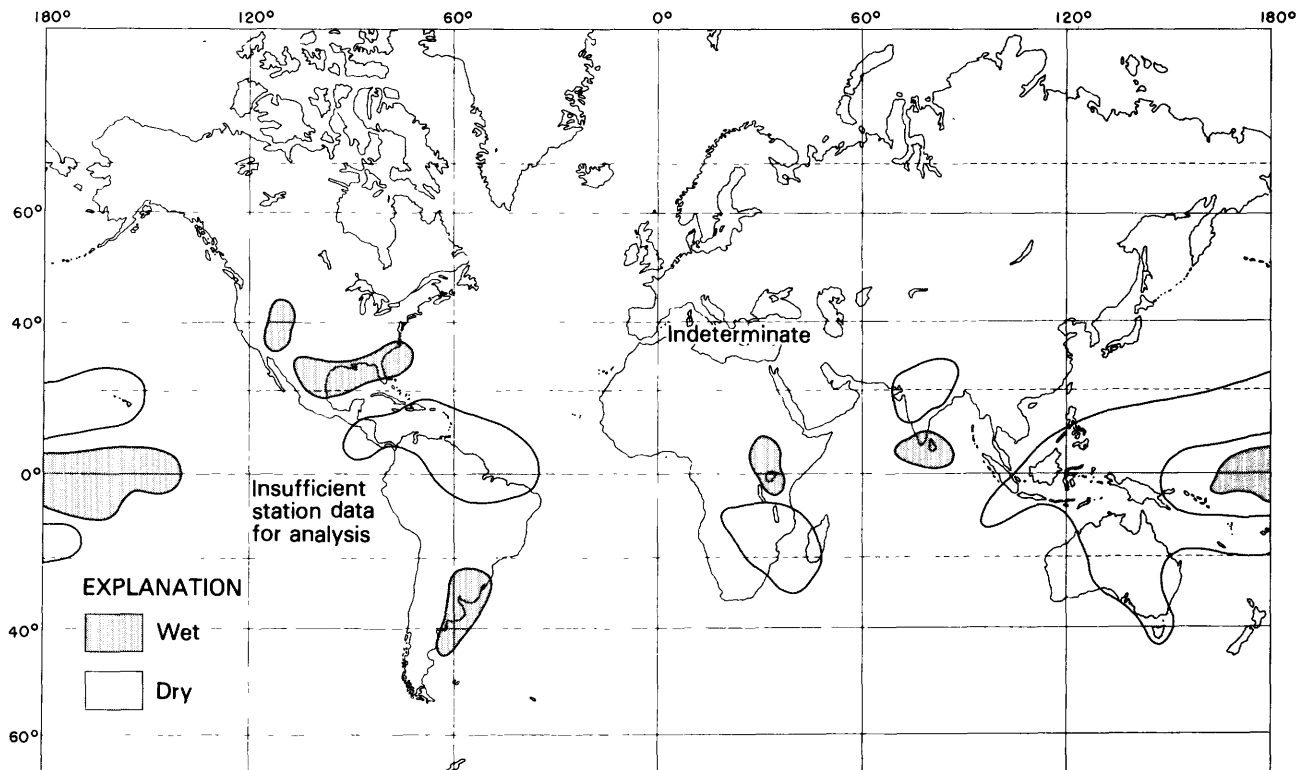 180° 120° 60° 0° 60° 120° 180°
60°
40°
Indeterminate
0°
Insufficient
station data
for analysis
EXPLANATION
Wet
40°
Dry
60°